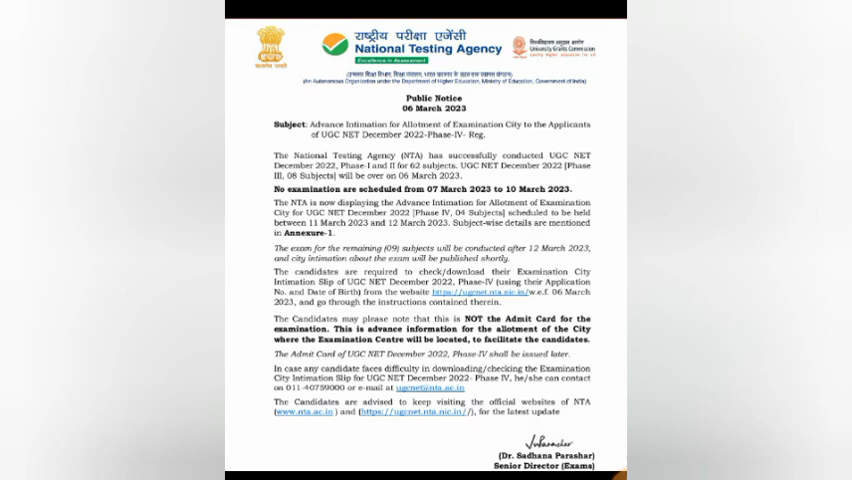 राष्ट्रीय परीक्षा एजेंसी
National Testing Agency
Excellence in Assessment
विश्वविद्यालय अनुदान आयोग
University Grants Commission
सत्यमेव जयते
(An Autonomous Organization under the Department of Higher Education, Ministry of Education, Government of India)
Public Notice
06 March 2023
Subject: Advance Intimation for Allotment of Examination City to the Applicants
of UGC NET December 2022-Phase-IV- Reg.
The National Testing Agency (NTA) has successfully conducted UGC NET
December 2022, Phase-I and II for 62 subjects. UGC NET December 2022 [Phase
III, 08 Subjects] will be over on 06 March 2023.
No examination are scheduled from 07 March 2023 to 10 March 2023.
The NTA is now displaying the Advance Intimation for Allotment of Examination
City for UGC NET December 2022 [Phase IV, 04 Subjects] scheduled to be held
between 11 March 2023 and 12 March 2023. Subject-wise details are mentioned
in Annexure-1.
The exam for the remaining (09) subjects will be conducted after 12 March 2023,
and city intimation about the exam will be published shortly.
The candidates are required to check/download their Examination City
Intimation Slip of UGC NET December 2022, Phase-IV (using their Application
No. and Date of Birth) from the website https://ugcnet.nta.nic.in/w.e.f. 06 March
2023, and go through the instructions contained therein.
The Candidates may please note that this is NOT the Admit Card for the
examination. This is advance information for the allotment of the City
where the Examination Centre will be located, to facilitate the candidates.
The Admit Card of UGC NET December 2022, Phase-IV shall be issued later.
In case any candidate faces difficulty in downloading/checking the Examination
City Intimation Slip for UGC NET December 2022- Phase IV, he/she can contact
on 011-40759000 or e-mail at ugcnet@nta.ac.in
The Candidates are advised to keep visiting the official websites of NTA
(www.nta.ac.in ) and (https://ugcnet.nta.nic.in//), for the latest update
(Dr. Sadhana Parashar)
Senior Director (Exams)